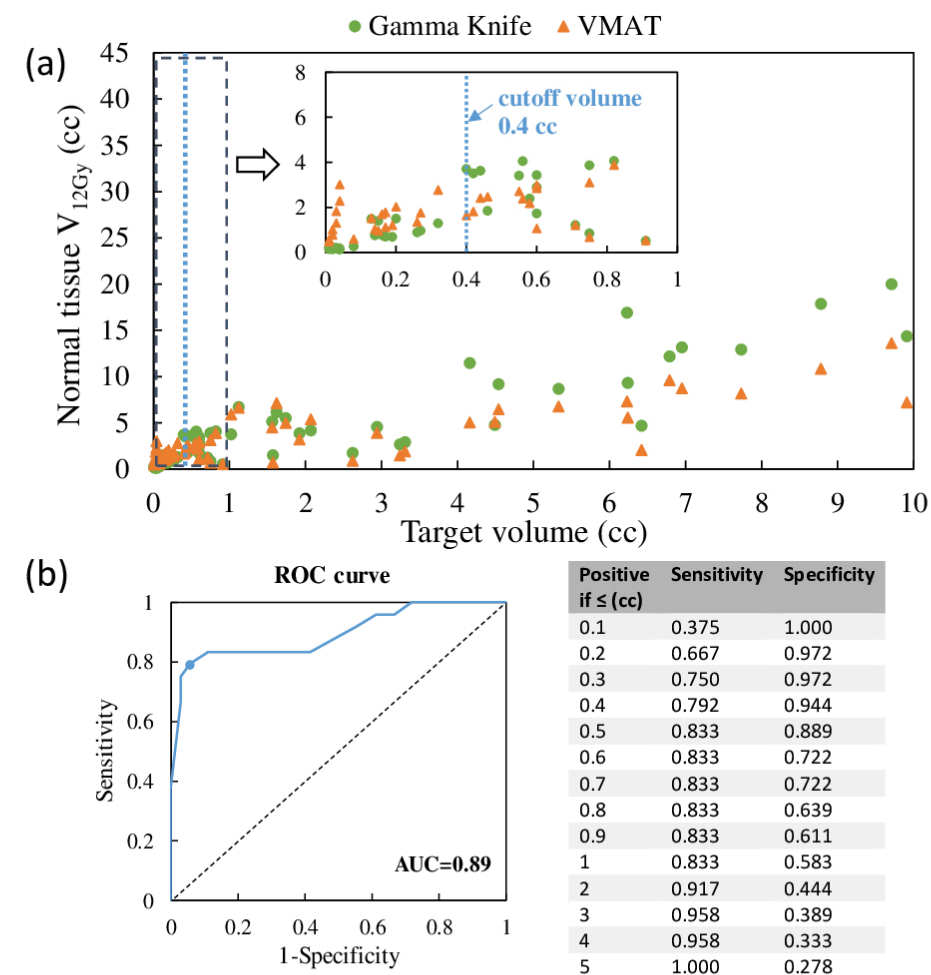 Gamma Knife VMAT
(a)
Normal tissue V12Gy (cc)
45
40
35
30
25
20
15
10
5
0
0 1 2 3 4 5 6 7 8 9 10
Target volume (cc)
8
6
4
2
0
0 0.2 0.4 0.6 0.8 1
cutoff volume
0.4 cc
(b)
ROC curve
Sensitivity
1
0.8
0.6
0.4
0.2
0
0 0.2 0.4 0.6 0.8 1
1-Specificity
AUC=0.89
Positive if ≤ (cc) Sensitivity Specificity
0.1 0.375 1.000
0.2 0.667 0.972
0.3 0.750 0.972
0.4 0.792 0.944
0.5 0.833 0.889
0.6 0.833 0.722
0.7 0.833 0.722
0.8 0.833 0.639
0.9 0.833 0.611
1 0.833 0.583
2 0.917 0.444
3 0.958 0.389
4 0.958 0.333
5 1.000 0.278